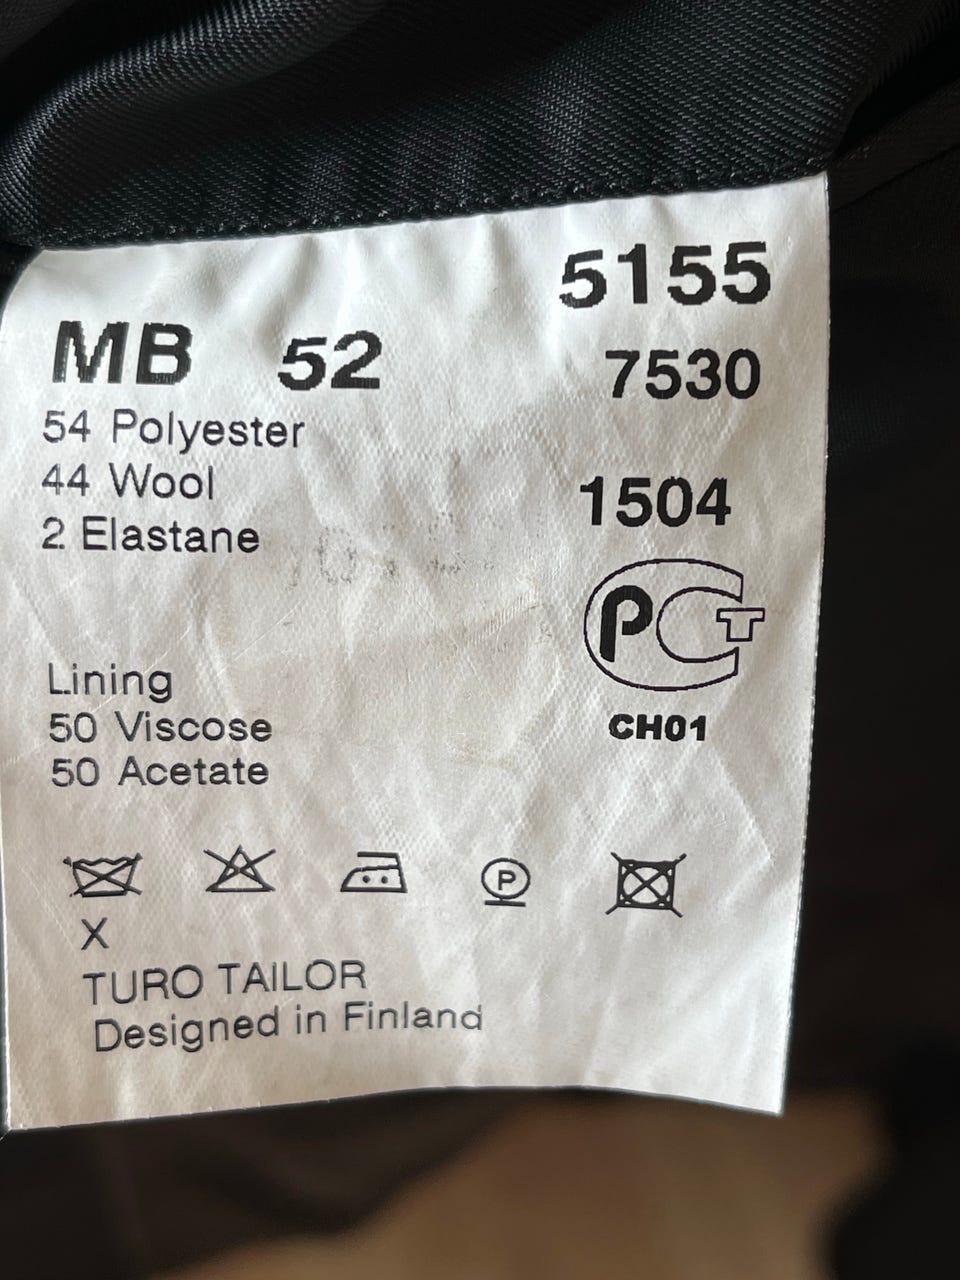 5155
MB 52
7530
54 Polyester
44 Wool
1504
2 Elastane
РСТ
CH01
Lining
50 Viscose
50 Acetate
P
X
TURO TAILOR
Designed in Finland